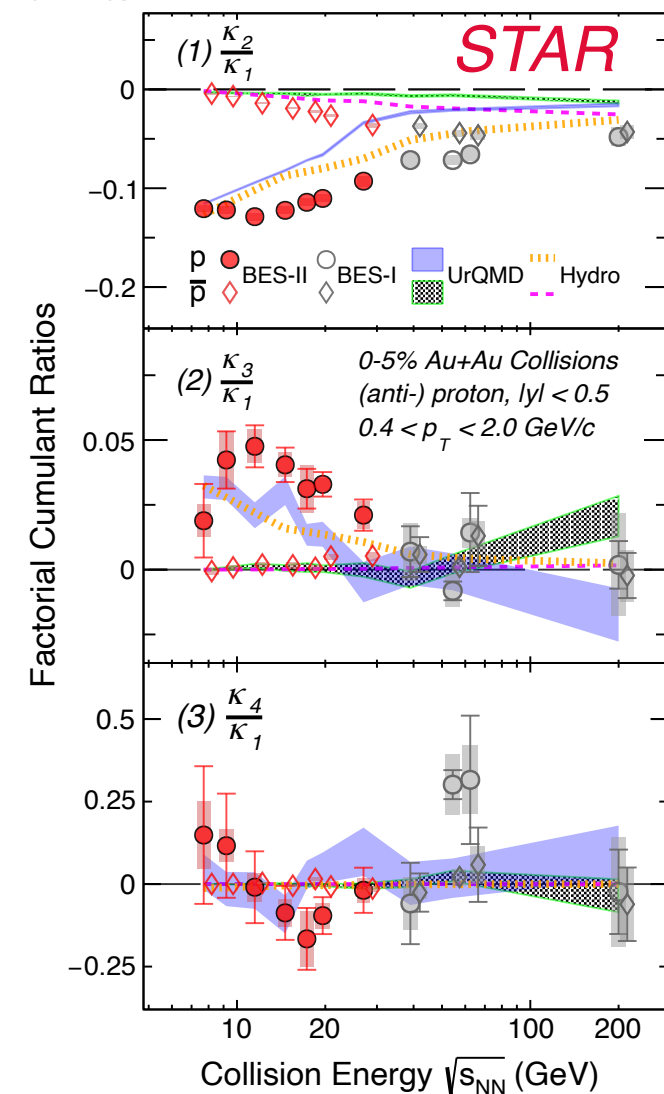 (1) κ2/κ1
STAR
0
−0.1
−0.2
p BES-II BES-I UrQMD Hydro
p̅
Factorial Cumulant Ratios
(2) κ3/κ1
0-5% Au+Au Collisions
(anti-) proton, |y| < 0.5
0.4 < pT < 2.0 GeV/c
0.05
0
(3) κ4/κ1
0.5
0.25
0
−0.25
10 20 100 200
Collision Energy √sNN (GeV)